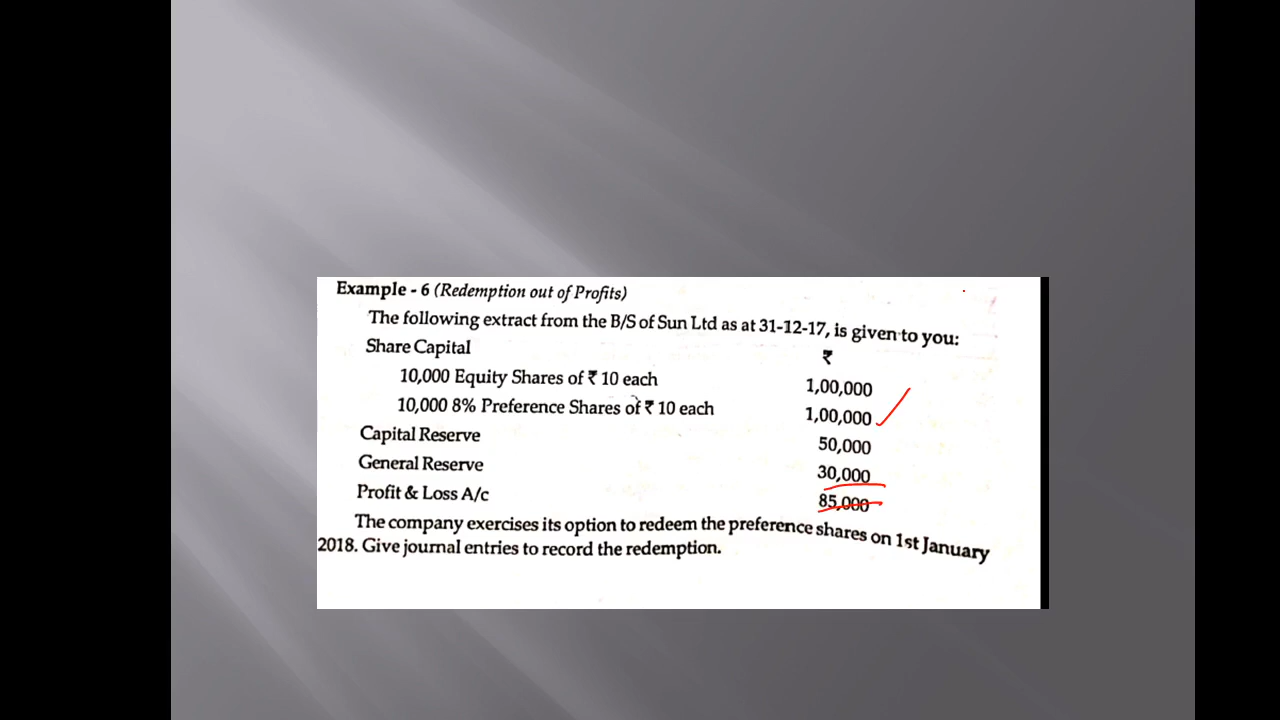 Example - 6 (Redemption out of Profits)
The following extract from the B/S of Sun Ltd as at 31-12-17, is given to you:
Share Capital ₹
10,000 Equity Shares of ₹ 10 each 1,00,000
10,000 8% Preference Shares of ₹ 10 each 1,00,000
Capital Reserve 50,000
General Reserve 30,000
Profit & Loss A/c 85,000
The company exercises its option to redeem the preference shares on 1st January
2018. Give journal entries to record the redemption.